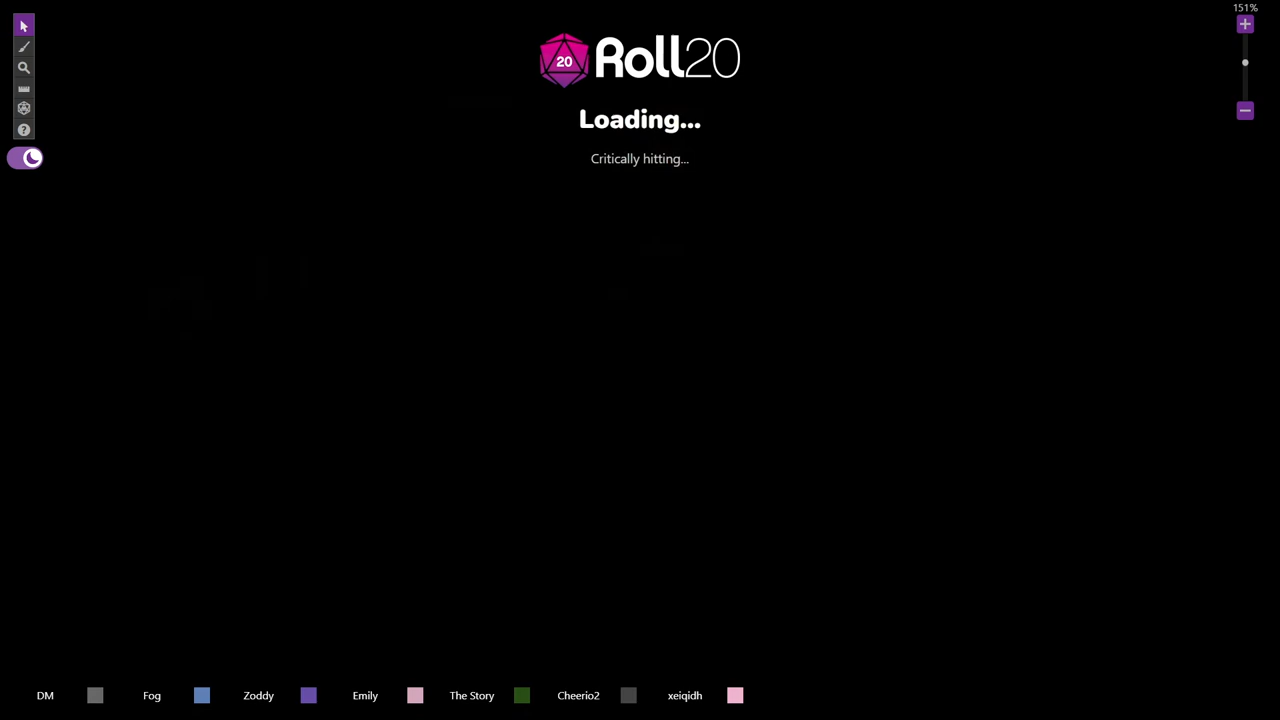 151%
20 Roll20
Loading...
Critically hitting...
DM Fog Zoddy Emily The Story Cheerio2 xeiqidh